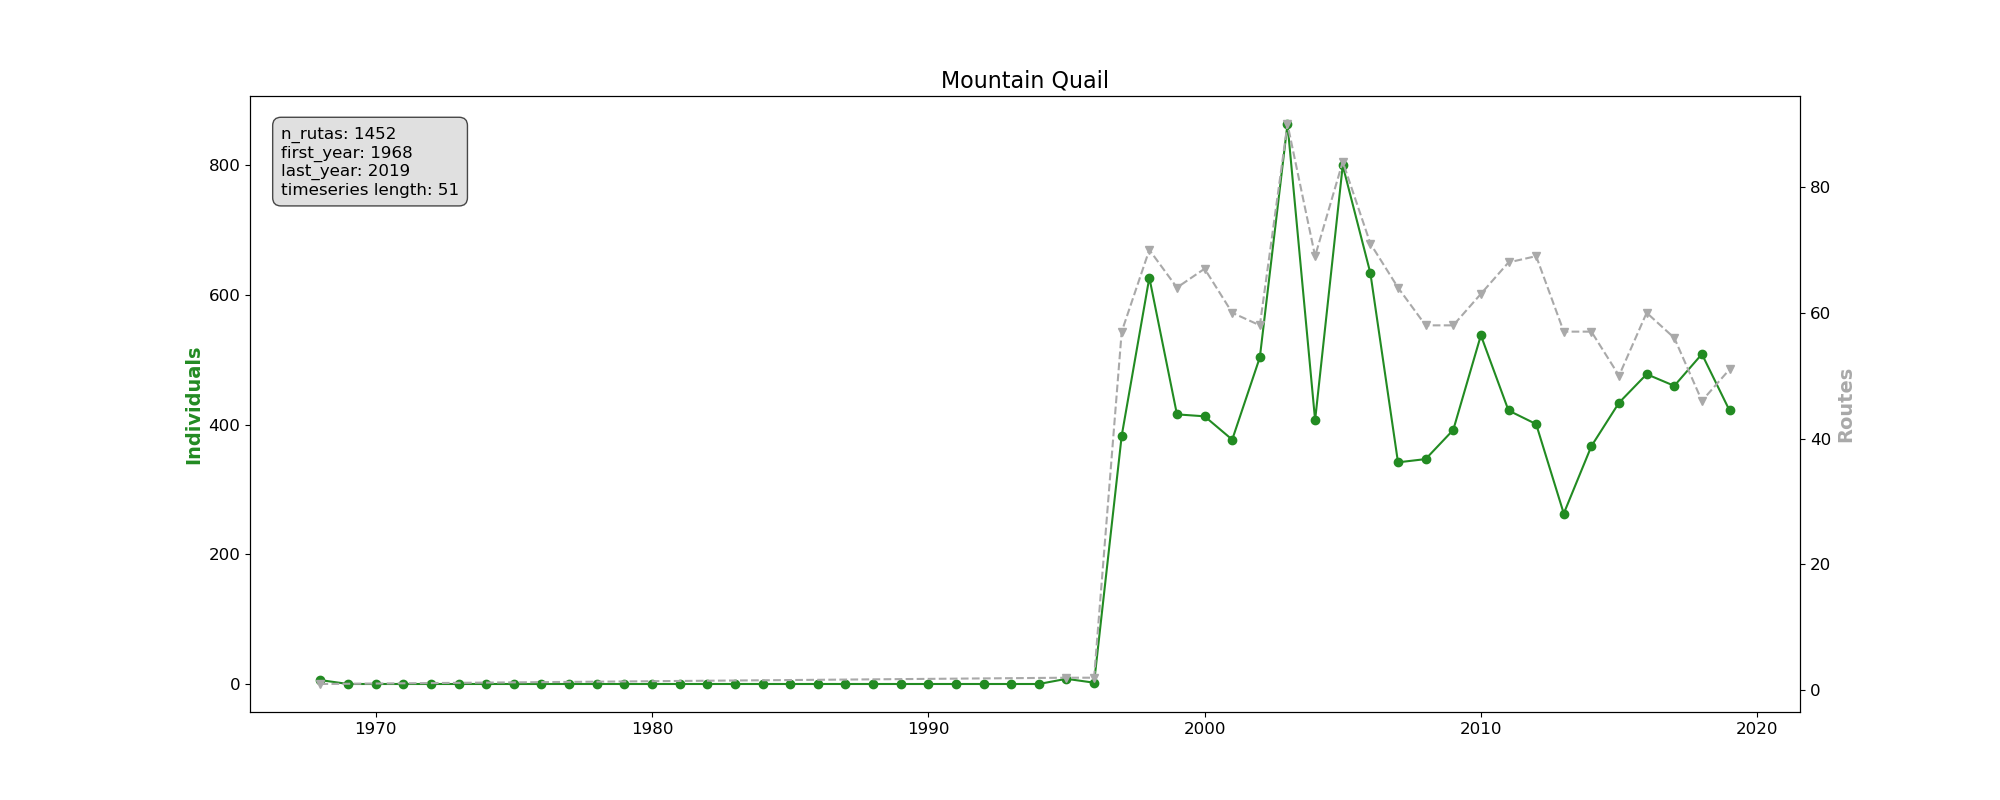 Mountain Quail
n_rutas: 1452
first_year: 1968
last_year: 2019
timeseries length: 51
800
600
400
200
0
Individuals
80
60
40
20
0
Routes
1970 1980 1990 2000 2010 2020